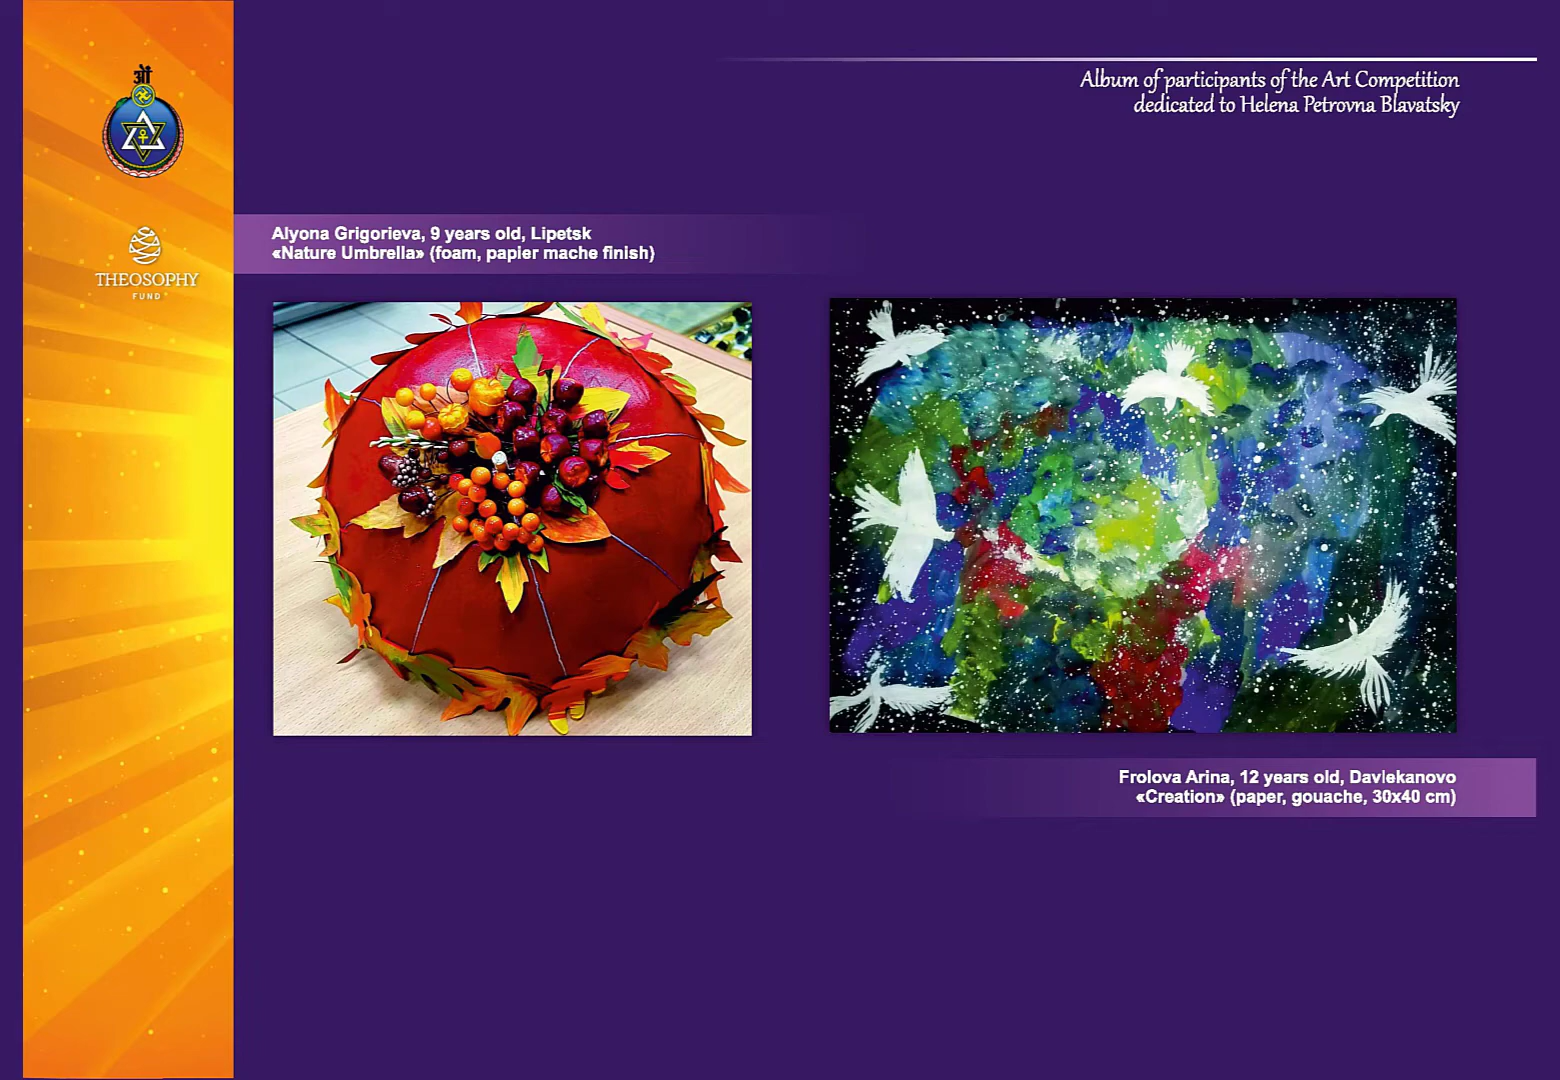 ओं
Album of participants of the Art Competition
dedicated to Helena Petrovna Blavatsky
THEOSOPHY
FUND
Alyona Grigorieva, 9 years old, Lipetsk
«Nature Umbrella» (foam, papier mache finish)
Frolova Arina, 12 years old, Davlekanovo
«Creation» (paper, gouache, 30x40 cm)